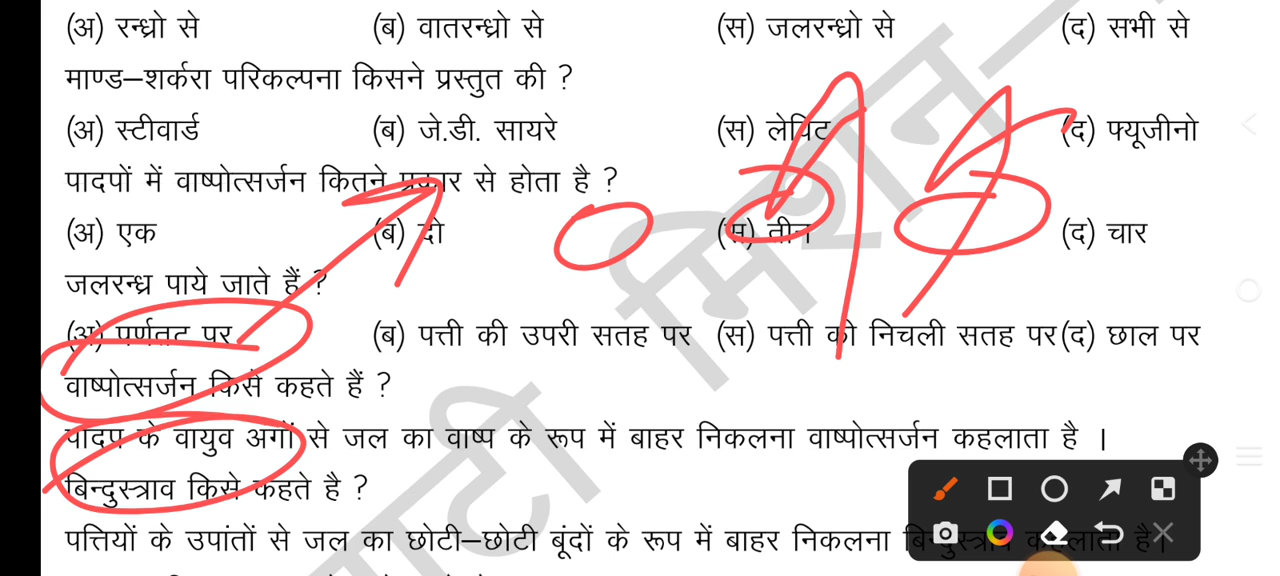 (अ) रन्ध्रो से (ब) वातरन्ध्रो से (स) जलरन्ध्रो से (द) सभी से
माण्ड–शर्करा परिकल्पना किसने प्रस्तुत की ?
(अ) स्टीवार्ड (ब) जे.डी. सायरे (स) लेविट (द) फ्यूजीनो
पादपों में वाष्पोत्सर्जन कितने प्रकार से होता है ?
(अ) एक (ब) दो (स) तीन (द) चार
जलरन्ध्र पाये जाते हैं ?
(अ) पर्णतट पर (ब) पत्ती की उपरी सतह पर (स) पत्ती की निचली सतह पर (द) छाल पर
वाष्पोत्सर्जन किसे कहते हैं ?
पादप के वायुव अगों से जल का वाष्प के रूप में बाहर निकलना वाष्पोत्सर्जन कहलाता है ।
बिन्दुस्त्राव किसे कहते है ?
पत्तियों के उपांतों से जल का छोटी–छोटी बूंदों के रूप में बाहर निकलना बिन्दुस्त्राव कहलाता है।